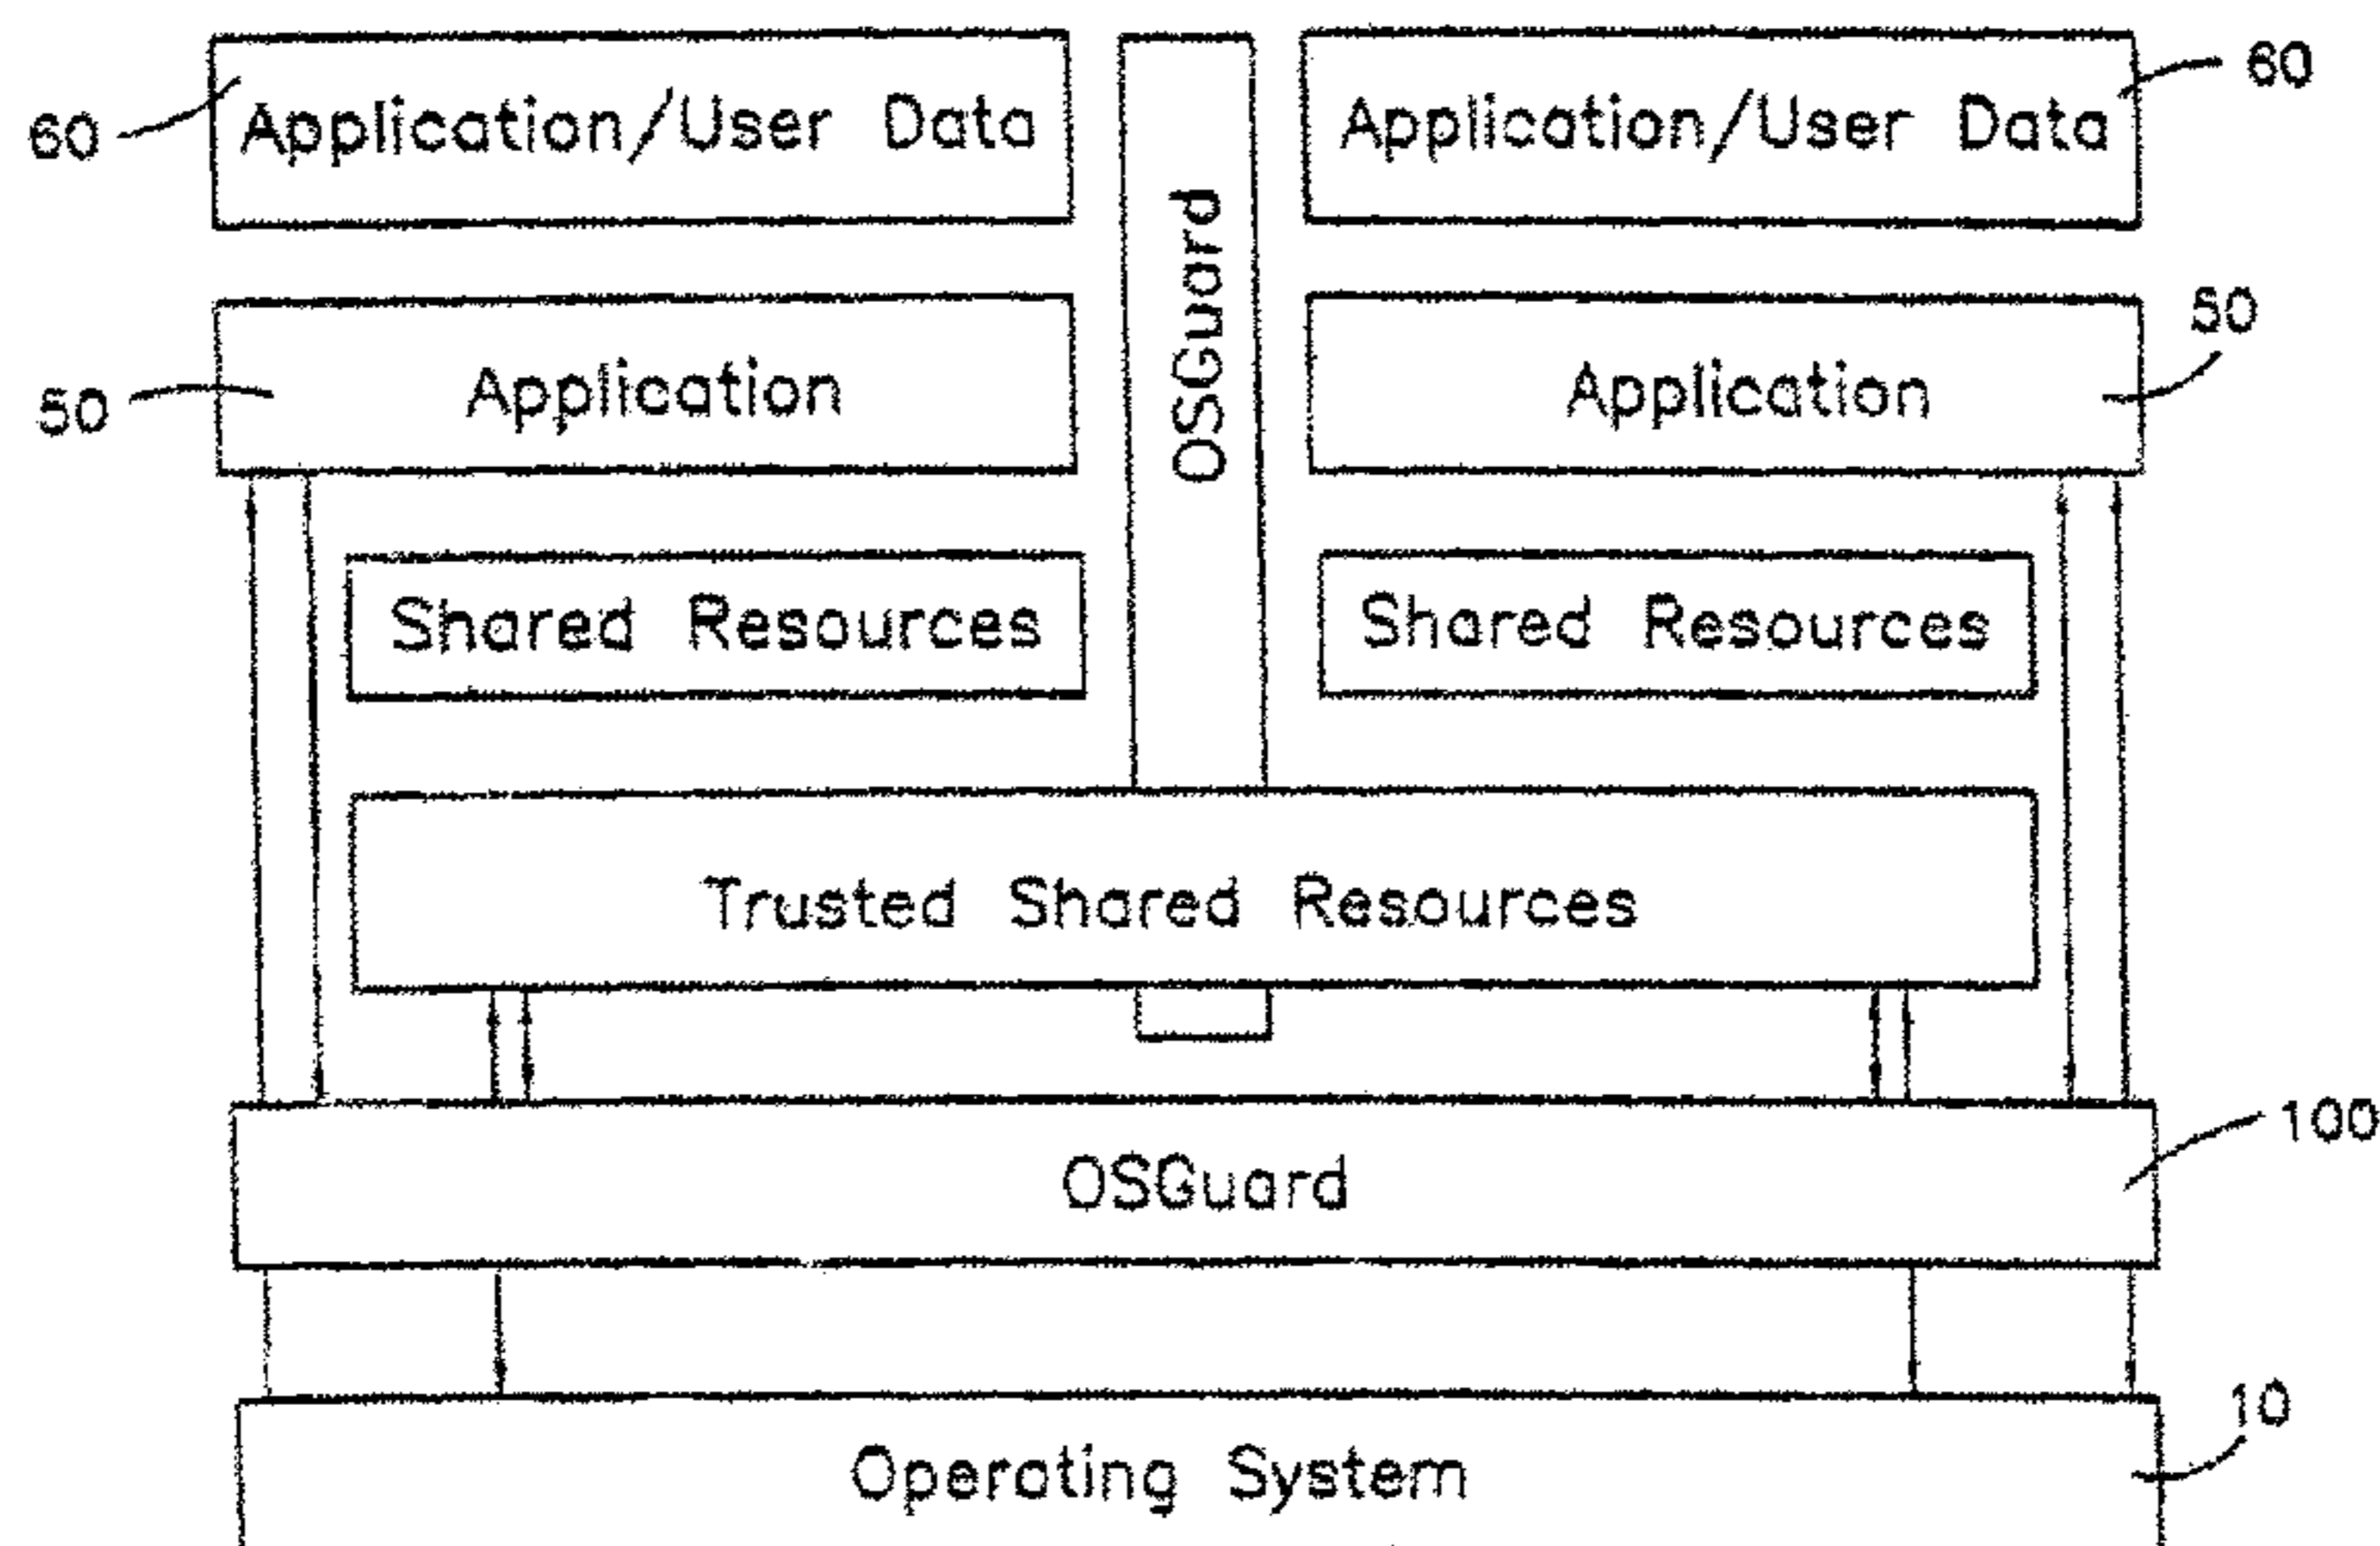 60
Application/User Data
Application/User Data
60
OSGuard
50
Application
Application
50
Shared Resources
Shared Resources
Trusted Shared Resources
OSGuard
100
Operating System
10